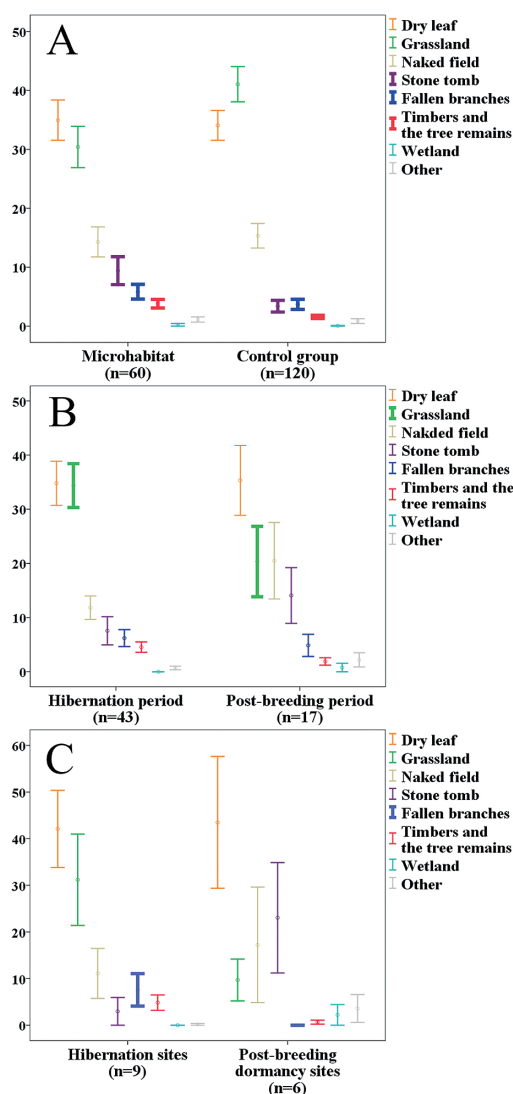 A
50
40
30
20
10
0
Microhabitat
(n=60)
Control group
(n=120)
Dry leaf
Grassland
Naked field
Stone tomb
Fallen branches
Timbers and
the tree remains
Wetland
Other
B
50
40
30
20
10
0
Hibernation period
(n=43)
Post-breeding period
(n=17)
Dry leaf
Grassland
Nakded field
Stone tomb
Fallen branches
Timbers and the
tree remains
Wetland
Other
C
60
50
40
30
20
10
0
Hibernation sites
(n=9)
Post-breeding
dormancy sites
(n=6)
Dry leaf
Grassland
Naked field
Stone tomb
Fallen branches
Timbers and
the tree remains
Wetland
Other